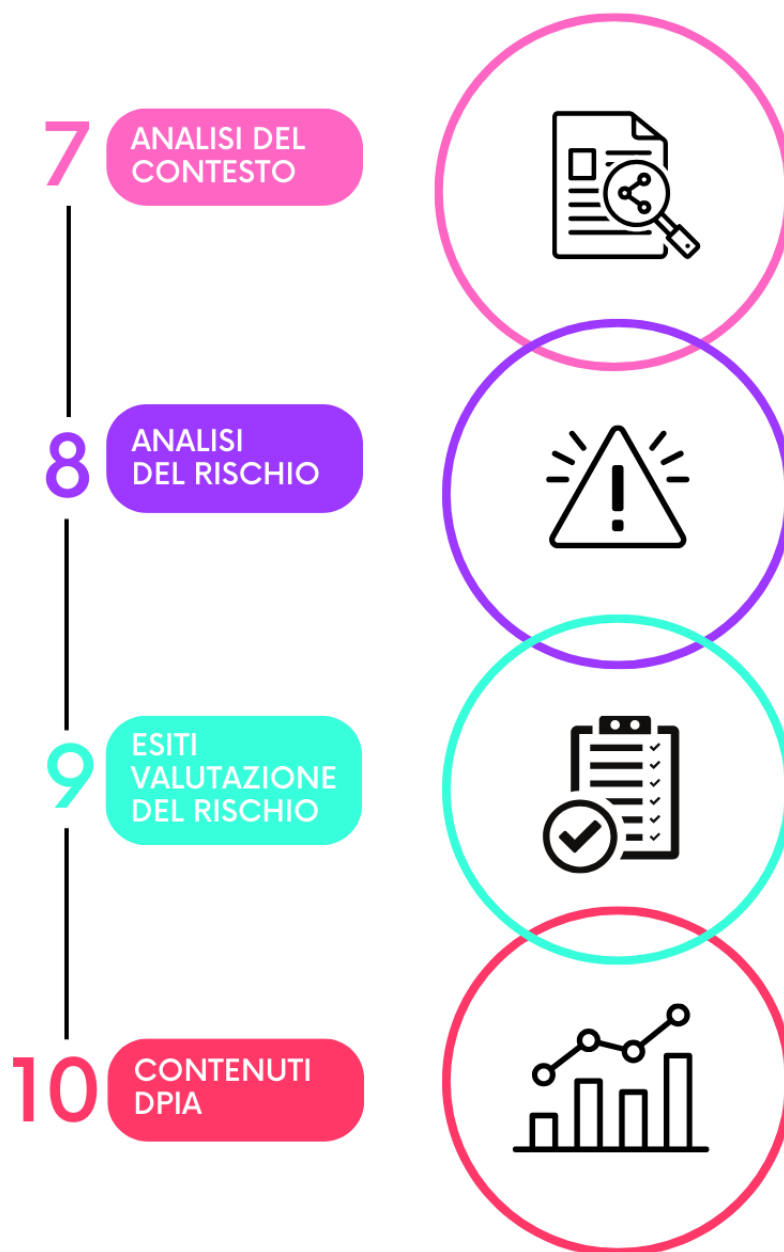 7
ANALISI DEL
CONTESTO
8
ANALISI
DEL RISCHIO
9
ESITI
VALUTAZIONE
DEL RISCHIO
10
CONTENUTI
DPIA